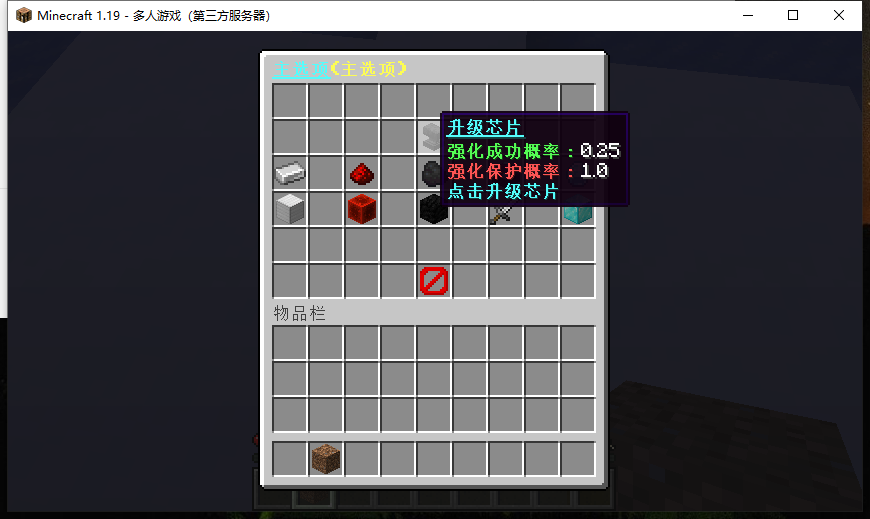 Minecraft 1.19 - 多人游戏（第三方服务器）
主选项《主选项》
升级芯片
强化成功概率：0.25
强化保护概率：1.0
点击升级芯片
物品栏